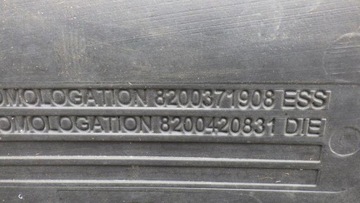 OMOLOGATION 8200371908 ESS
OMOLOGATION 8200420831 DIE